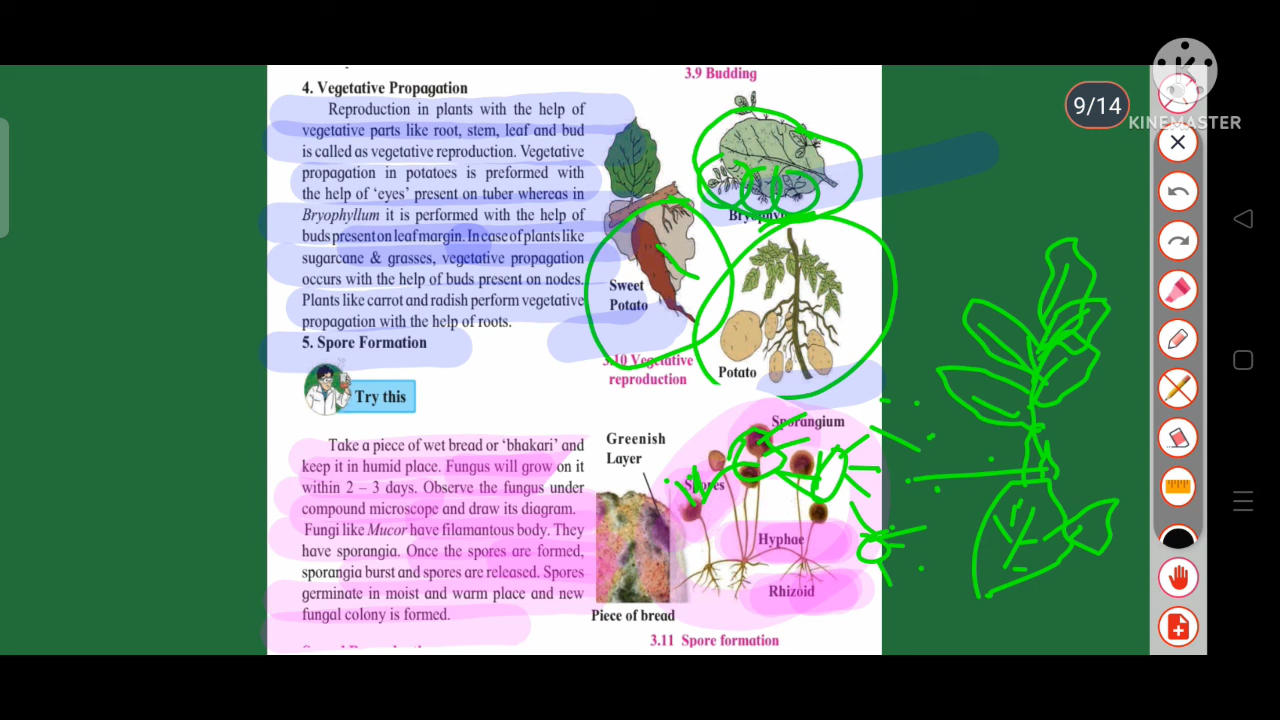 3.9 Budding
4. Vegetative Propagation
Reproduction in plants with the help of
vegetative parts like root, stem, leaf and bud
is called as vegetative reproduction. Vegetative
propagation in potatoes is preformed with
the help of ‘eyes’ present on tuber whereas in
Bryophyllum it is performed with the help of
buds present on leaf margin. In case of plants like
sugarcane & grasses, vegetative propagation
occurs with the help of buds present on nodes.
Plants like carrot and radish perform vegetative
propagation with the help of roots.
Sweet
Potato
Potato
3.10 Vegetative
reproduction
5. Spore Formation
Try this
Take a piece of wet bread or ‘bhakari’ and
keep it in humid place. Fungus will grow on it
within 2 – 3 days. Observe the fungus under
compound microscope and draw its diagram.
Fungi like Mucor have filamantous body. They
have sporangia. Once the spores are formed,
sporangia burst and spores are released. Spores
germinate in moist and warm place and new
fungal colony is formed.
Greenish
Layer
Sporangium
Spores
Hyphae
Rhizoid
Piece of bread
3.11 Spore formation
9/14
KINEMASTER